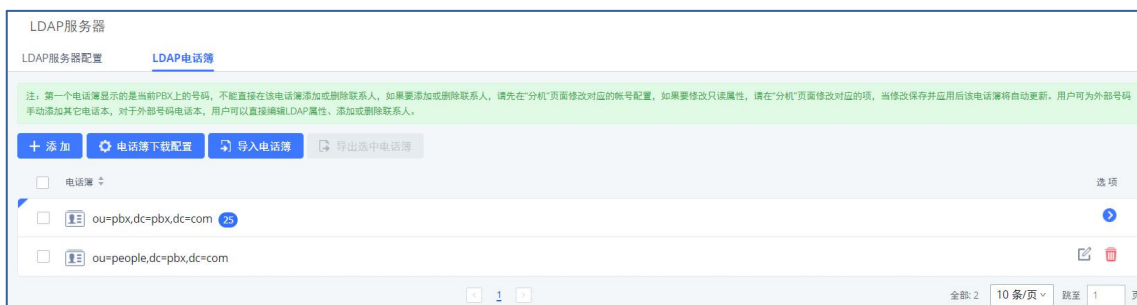 LDAP服务器
LDAP服务器配置 LDAP电话簿
注：第一个电话簿显示的是当前PBX上的号码，不能直接在该电话簿添加或删除联系人，如果要添加或删除联系人，请先在“分机”页面修改对应的帐号配置，如果要修改只读属性，请在“分机”页面修改对应的项，当修改保存并应用后该电话簿将自动更新。用户可为外部号码
手动添加其它电话本，对于外部号码电话本，用户可以直接编辑LDAP属性、添加或删除联系人。
添加 电话簿下载配置 导入电话簿 导出选中电话簿
电话簿 选项
ou=pbx,dc=pbx,dc=com 25
ou=people,dc=pbx,dc=com
1 全部: 2 10 条/页 跳至 1 页